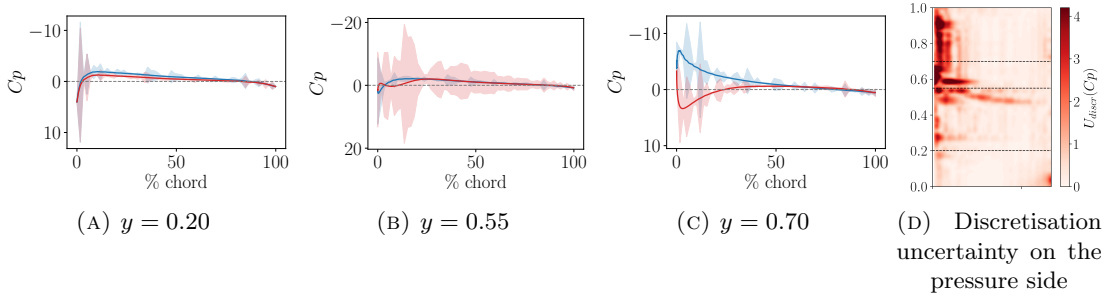 −10
0
10
Cp
0
50
100
% chord
(A) y = 0.20
−20
0
20
Cp
0
50
100
% chord
(B) y = 0.55
−10
0
10
Cp
0
50
100
% chord
(C) y = 0.70
1.0
0.8
0.6
0.4
0.2
0.0
4
3
2
1
0
U_discr(Cp)
(D) Discretisation
uncertainty on the
pressure side